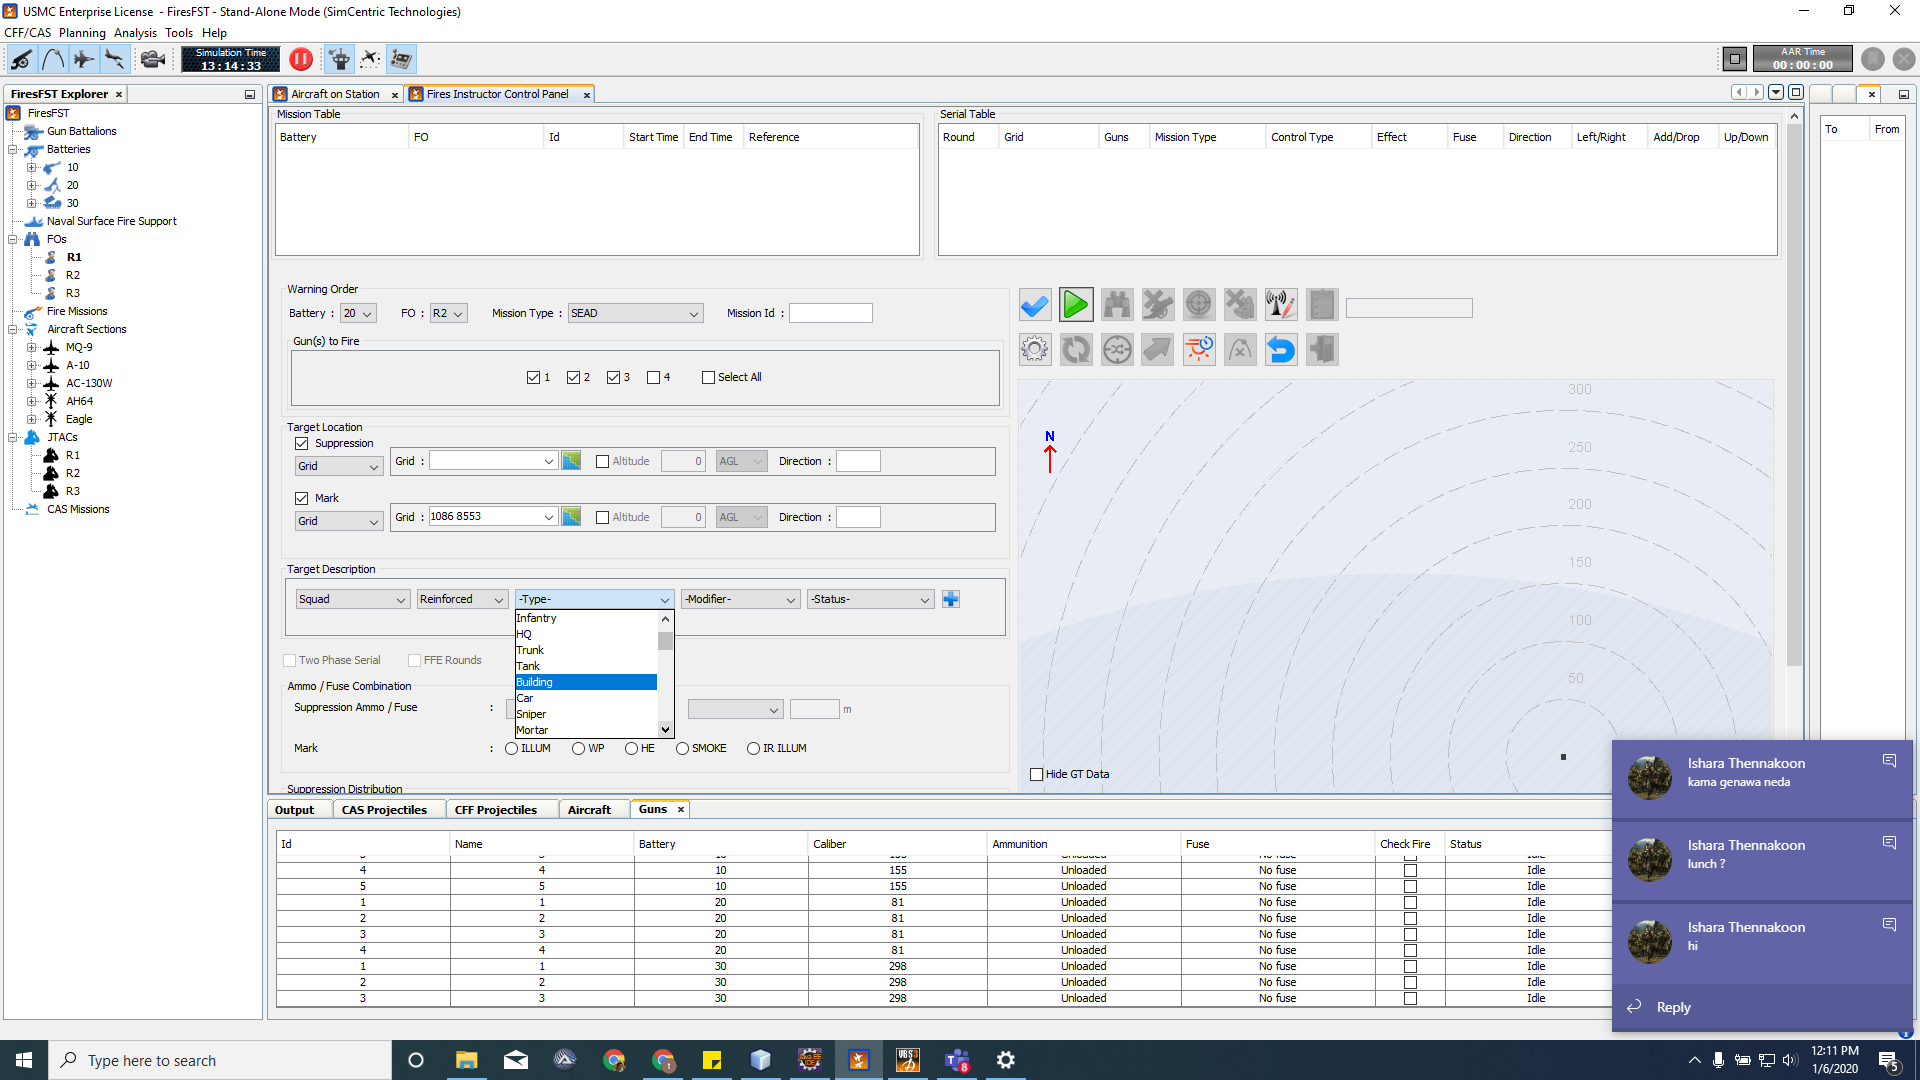 USMC Enterprise License - FiresFST - Stand-Alone Mode (SimCentric Technologies)
CFF/CAS Planning Analysis Tools Help
Simulation Time
13:14:33
AAR Time
00:00:00
FiresFST Explorer
Aircraft on Station
Fires Instructor Control Panel
FiresFST
Gun Battalions
Batteries
10
20
30
Naval Surface Fire Support
FOs
R1
R2
R3
Fire Missions
Aircraft Sections
MQ-9
A-10
AC-130W
AH64
Eagle
JTACs
R1
R2
R3
CAS Missions
Mission Table
Battery FO Id Start Time End Time Reference
Serial Table
Round Grid Guns Mission Type Control Type Effect Fuse Direction Left/Right Add/Drop Up/Down
To From
Warning Order
Battery : 20 FO : R2 Mission Type : SEAD Mission Id :
Gun(s) to Fire
1 2 3 4 Select All
Target Location
Suppression
Grid Grid : Altitude 0 AGL Direction :
Mark
Grid Grid : 1086 8553 Altitude 0 AGL Direction :
Target Description
Squad Reinforced -Type- -Modifier- -Status-
Infantry
HQ
Trunk
Tank
Building
Car
Sniper
Mortar
Two Phase Serial FFE Rounds
Ammo / Fuse Combination
Suppression Ammo / Fuse : m
Mark : ILLUM WP HE SMOKE IR ILLUM
Suppression Distribution
N
300
250
200
150
100
50
Hide GT Data
Output CAS Projectiles CFF Projectiles Aircraft Guns
Id Name Battery Caliber Ammunition Fuse Check Fire Status
4 4 10 155 Unloaded No fuse Idle
5 5 10 155 Unloaded No fuse Idle
1 1 20 81 Unloaded No fuse Idle
2 2 20 81 Unloaded No fuse Idle
3 3 20 81 Unloaded No fuse Idle
4 4 20 81 Unloaded No fuse Idle
1 1 30 298 Unloaded No fuse Idle
2 2 30 298 Unloaded No fuse Idle
3 3 30 298 Unloaded No fuse Idle
Ishara Thennakoon
kama genawa neda
Ishara Thennakoon
lunch ?
Ishara Thennakoon
hi
Reply
Type here to search
VBS3
8
12:11 PM
1/6/2020
5